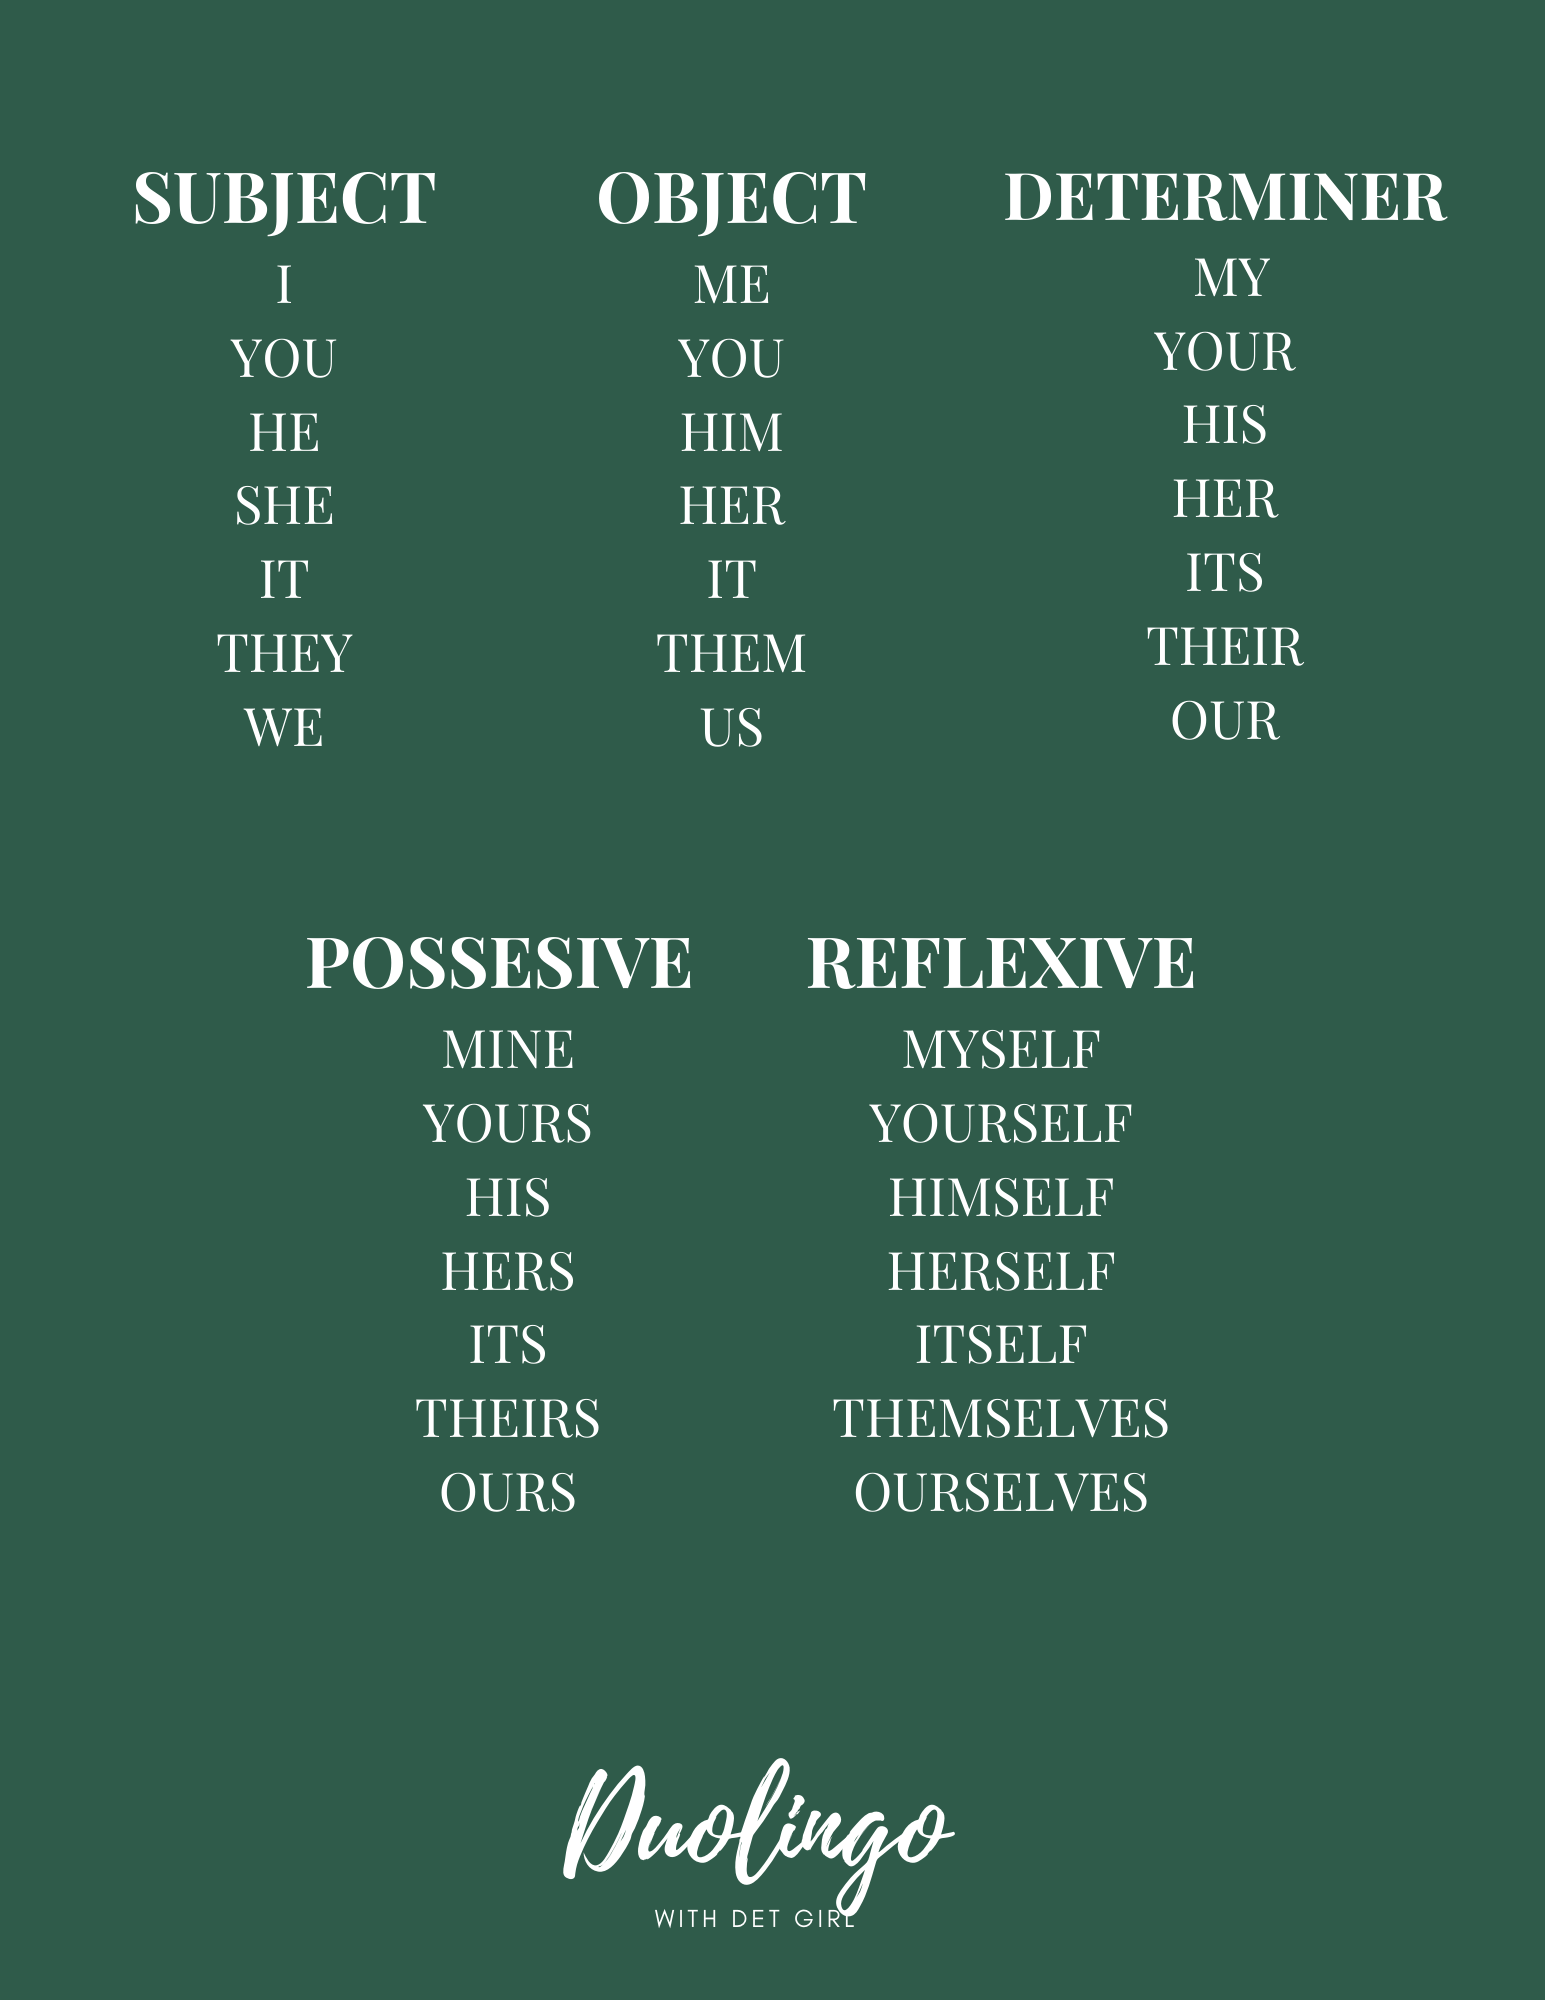 SUBJECT
I
YOU
HE
SHE
IT
THEY
WE
OBJECT
ME
YOU
HIM
HER
IT
THEM
US
DETERMINER
MY
YOUR
HIS
HER
ITS
THEIR
OUR
POSSESIVE
MINE
YOURS
HIS
HERS
ITS
THEIRS
OURS
REFLEXIVE
MYSELF
YOURSELF
HIMSELF
HERSELF
ITSELF
THEMSELVES
OURSELVES
Duolingo
WITH DET GIRL